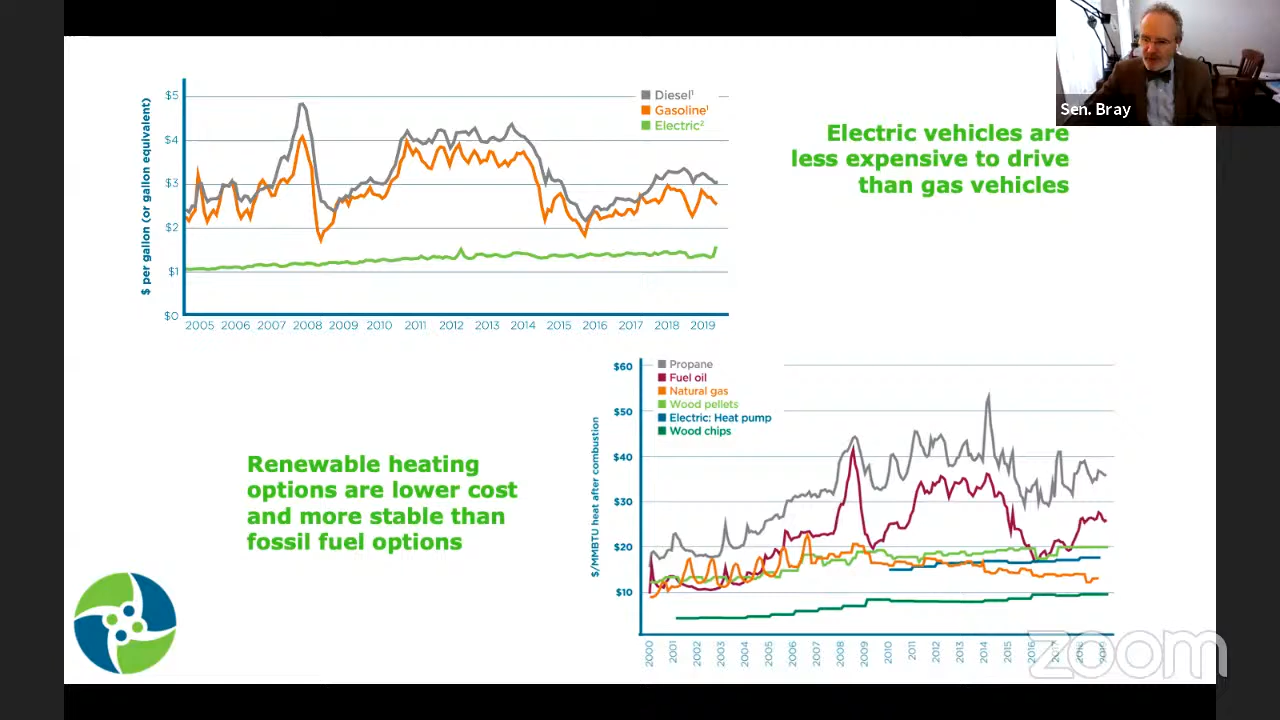 Sen. Bray
$ per gallon (or gallon equivalent)
$5
$4
$3
$2
$1
$0
2005 2006 2007 2008 2009 2010 2011 2012 2013 2014 2015 2016 2017 2018 2019
Diesel¹
Gasoline¹
Electric²
Electric vehicles are
less expensive to drive
than gas vehicles
Renewable heating
options are lower cost
and more stable than
fossil fuel options
$/MMBTU heat after combustion
$60
$50
$40
$30
$20
$10
Propane
Fuel oil
Natural gas
Wood pellets
Electric: Heat pump
Wood chips
2000 2001 2002 2003 2004 2005 2006 2007 2008 2009 2010 2011 2012 2013 2014 2015 2016 2017 2018 2019
zoom